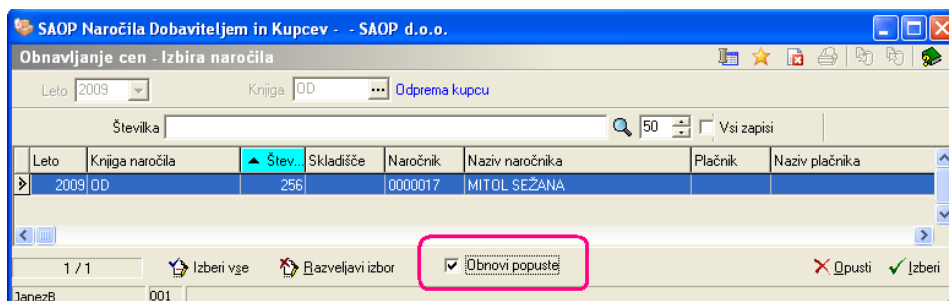 SAOP Naročila Dobaviteljem in Kupcev - - SAOP d.o.o.
Obnavljanje cen - Izbira naročila
Leto 2009 Knjiga OD ... Odprema kupcu
Številka 50 Vsi zapisi
Leto Knjiga naročila Štev... Skladišče Naročnik Naziv naročnika Plačnik Naziv plačnika
2009 OD 256 0000017 MITOL SEŽANA
1 / 1 Izberi vse Razveljavi izbor Obnovi popuste Opusti Izberi
JanezB 001